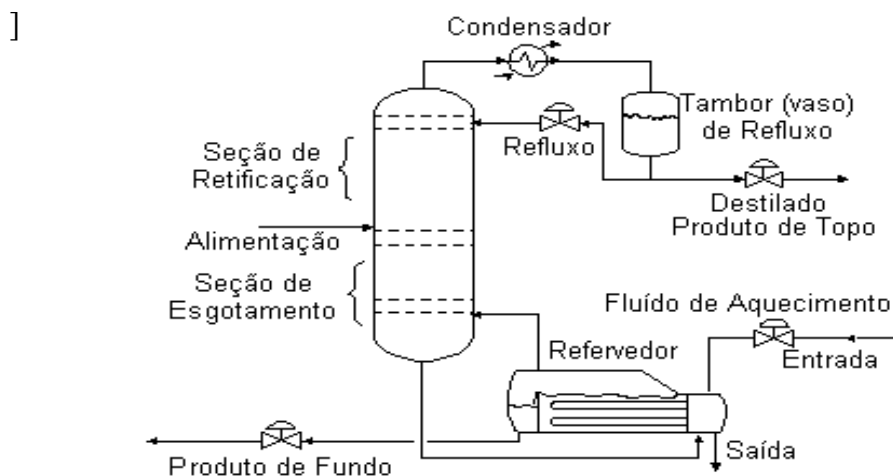 ]
Condensador
Tambor (vaso)
de Refluxo
Refluxo
Seção de
Retificação
Destilado
Produto de Topo
Alimentação
Seção de
Esgotamento
Fluído de Aquecimento
Entrada
Refervedor
Saída
Produto de Fundo